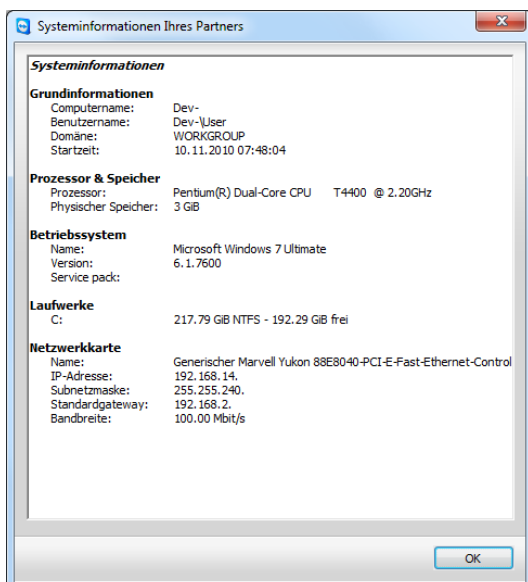 Systeminformationen Ihres Partners
Systeminformationen
Grundinformationen
Computername: Dev-
Benutzername: Dev-\User
Domäne: WORKGROUP
Startzeit: 10.11.2010 07:48:04
Prozessor & Speicher
Prozessor: Pentium(R) Dual-Core CPU T4400 @ 2.20GHz
Physischer Speicher: 3 GiB
Betriebssystem
Name: Microsoft Windows 7 Ultimate
Version: 6.1.7600
Service pack:
Laufwerke
C: 217.79 GiB NTFS - 192.29 GiB frei
Netzwerkkarte
Name: Generischer Marvell Yukon 88E8040-PCI-E-Fast-Ethernet-Control
IP-Adresse: 192.168.14.
Subnetzmaske: 255.255.240.
Standardgateway: 192.168.2.
Bandbreite: 100.00 Mbit/s
OK